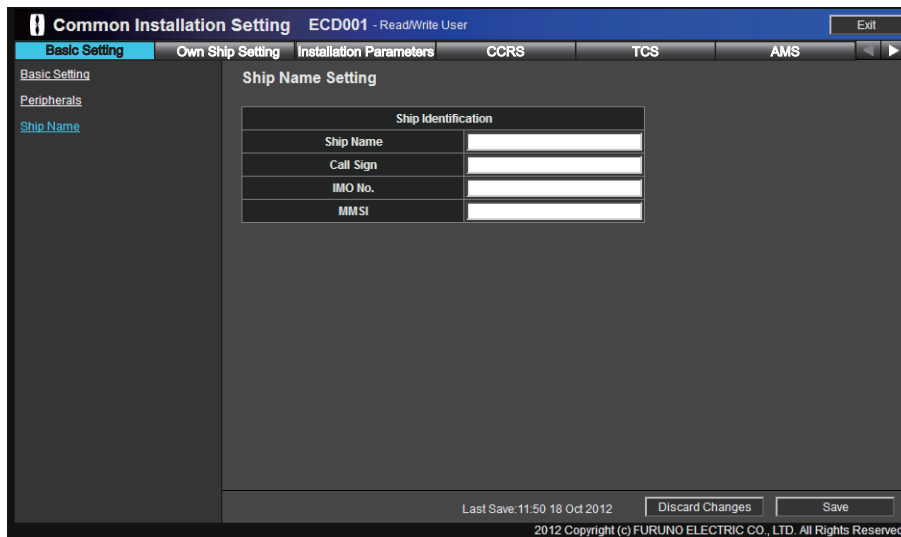 Common Installation Setting ECD001 - Read/Write User Exit
Basic Setting Own Ship Setting Installation Parameters CCRS TCS AMS
Basic Setting
Peripherals
Ship Name
Ship Name Setting
Ship Identification
Ship Name
Call Sign
IMO No.
MMSI
Last Save:11:50 18 Oct 2012 Discard Changes Save
2012 Copyright (c) FURUNO ELECTRIC CO., LTD. All Rights Reserved